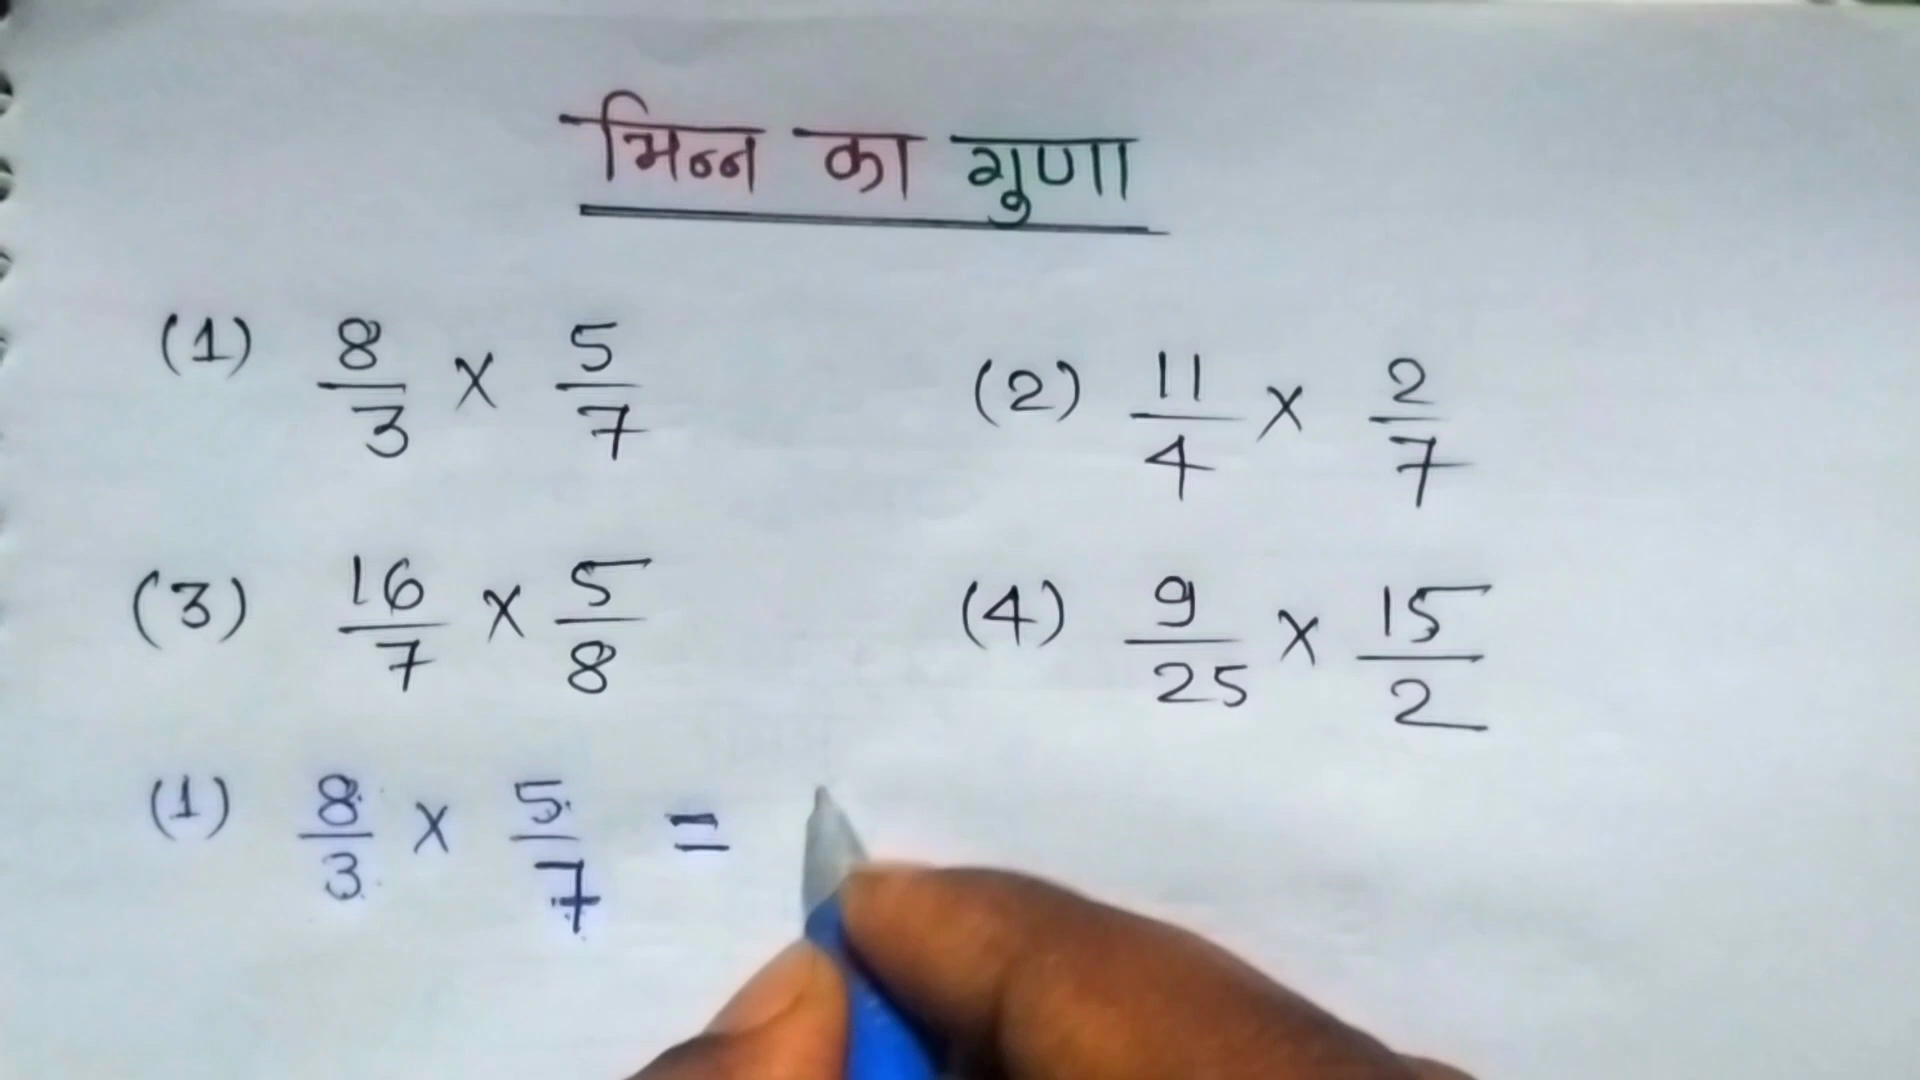 भिन्न का गुणा
(1) 8/3 × 5/7
(2) 11/4 × 2/7
(3) 16/7 × 5/8
(4) 9/25 × 15/2
(1) 8/3 × 5/7 =